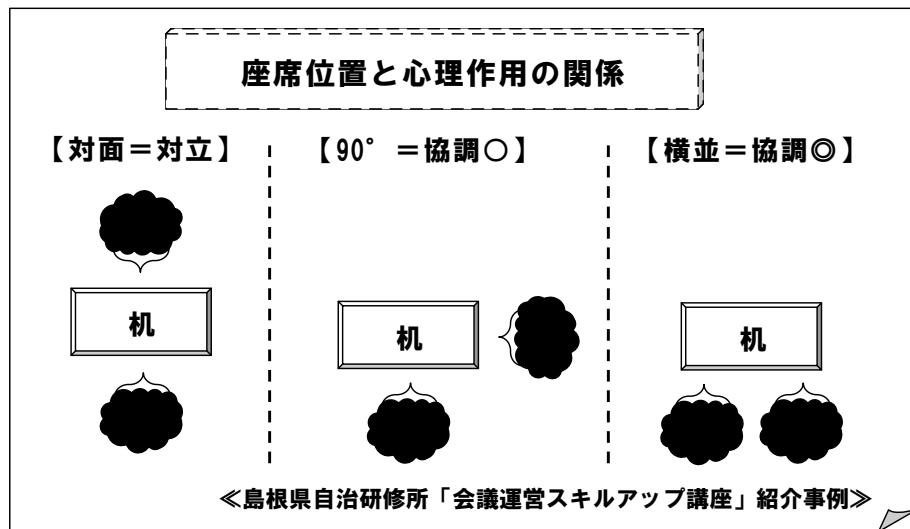 座席位置と心理作用の関係
【対面＝対立】
【90°＝協調○】
【横並＝協調◎】
机
机
机
≪島根県自治研修所「会議運営スキルアップ講座」紹介事例≫